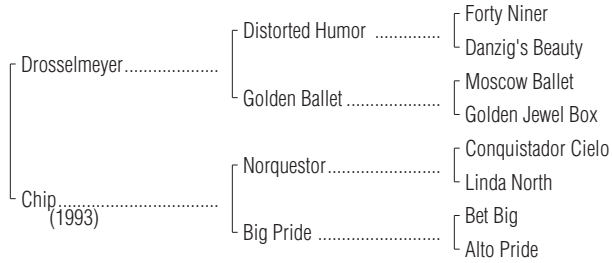 Forty Niner
Distorted Humor ..............
Danzig's Beauty
Drosselmeyer....................
Moscow Ballet
Golden Ballet ....................
Golden Jewel Box
Conquistador Cielo
Norquestor........................
Linda North
Chip..................................
(1993)
Bet Big
Big Pride ..........................
Alto Pride